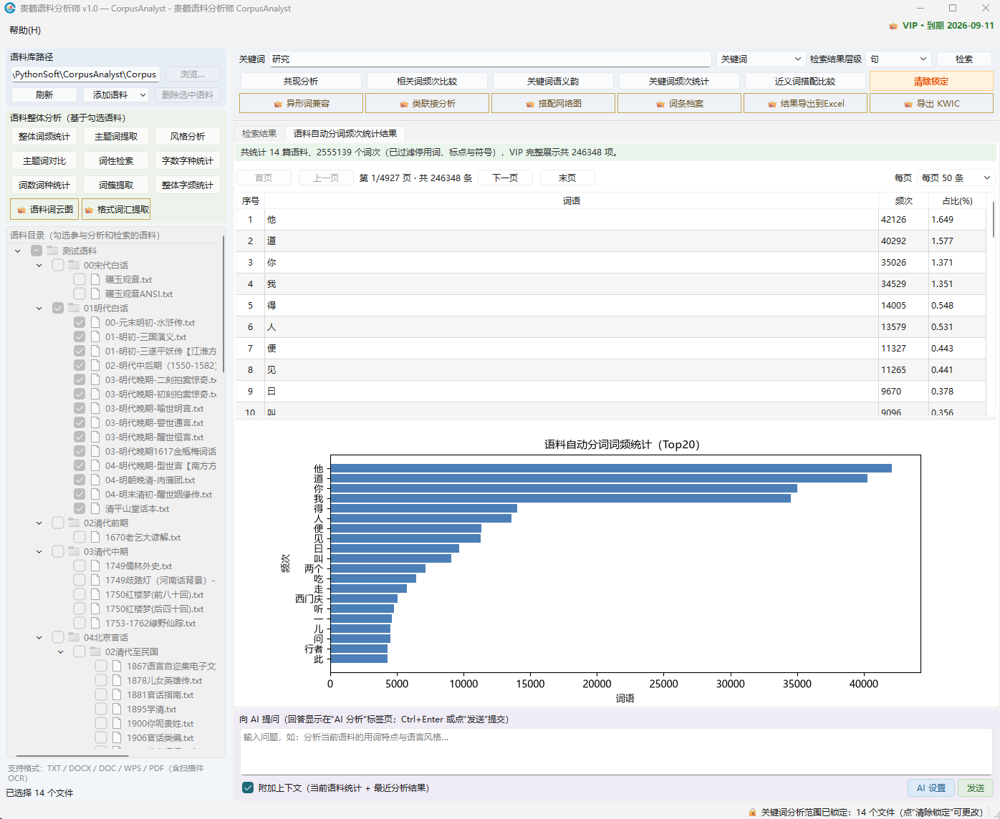 贵鹤语料分析师 v1.0 — CorpusAnalyst - 贵鹤语料分析师 CorpusAnalyst
帮助(H)
VIP • 到期 2026-09-11
语料库路径
\PythonSoft\CorpusAnalyst\Corpus
浏览...
刷新
添加语料
删除选中语料
语料整体分析（基于勾选语料）
整体词频统计
主题词提取
风格分析
主题词对比
词性检索
字数字种统计
词数词种统计
词簇提取
整体字频统计
语料词云图
格式词汇提取
语料目录（勾选参与分析和检索的语料）
测试语料
00宋代白话
碾玉观音.txt
碾玉观音ANSI.txt
01明代白话
00-元末明初-水浒传.txt
01-明初-三国演义.txt
01-明初-三遂平妖传【江淮方
02-明代中后期（1550-1582）
03-明代晚期-二刻拍案惊奇.tx
03-明代晚期-初刻拍案惊奇.tx
03-明代晚期-喻世明言.txt
03-明代晚期-警世通言.txt
03-明代晚期-醒世恒言.txt
03-明代晚期1617金瓶梅词话
04-明代晚期-型世言【南方方
04-明朝晚清-肉蒲团.txt
04-明末清初-醒世姻缘传.txt
清平山堂话本.txt
02清代前期
1670老乞大谚解.txt
03清代中期
1749儒林外史.txt
1749歧路灯（河南话背景）--
1750红楼梦(前八十回).txt
1750红楼梦(后四十回).txt
1753-1762绿野仙踪.txt
04北京官话
02清代至民国
1867语言自迩集电子文
1878儿女英雄传.txt
1881官话指南.txt
1895学清.txt
1900你呢贵姓.txt
1906官话类编.txt
支持格式：TXT / DOCX / DOC / WPS / PDF（含扫描件
OCR）
已选择 14 个文件
关键词
研究
关键词
检索结果层级
句
检索
共现分析
相关词频次比较
关键词语义韵
关键词频次统计
近义词搭配比较
清除锁定
异形词兼容
类联接分析
搭配网络图
词条档案
结果导出到Excel
导出 KWIC
检索结果
语料自动分词频次统计结果
共统计 14 篇语料、2555139 个词次（已过滤停用词、标点与符号），VIP 完整展示共 246348 项。
首页
上一页
第 1/4927 页 · 共 246348 条
下一页
末页
每页
每页 50 条
序号 词语 频次 占比(%)
1 他 42126 1.649
2 道 40292 1.577
3 你 35026 1.371
4 我 34529 1.351
5 得 14005 0.548
6 人 13579 0.531
7 便 11327 0.443
8 见 11265 0.441
9 曰 9670 0.378
10 叫 9096 0.356
语料自动分词词频统计（Top20）
频次
他
道
你
我
得
人
便
见
曰
叫
两个
吃
走
西门庆
听
一
儿
问
行者
此
0 5000 10000 15000 20000 25000 30000 35000 40000
词语
向 AI 提问（回答显示在“AI 分析”标签页；Ctrl+Enter 或点“发送”提交）
输入问题，如：分析当前语料的用词特点与语言风格...
附加上下文（当前语料统计 + 最近分析结果）
AI 设置
发送
关键词分析范围已锁定：14 个文件（点“清除锁定”可更改）